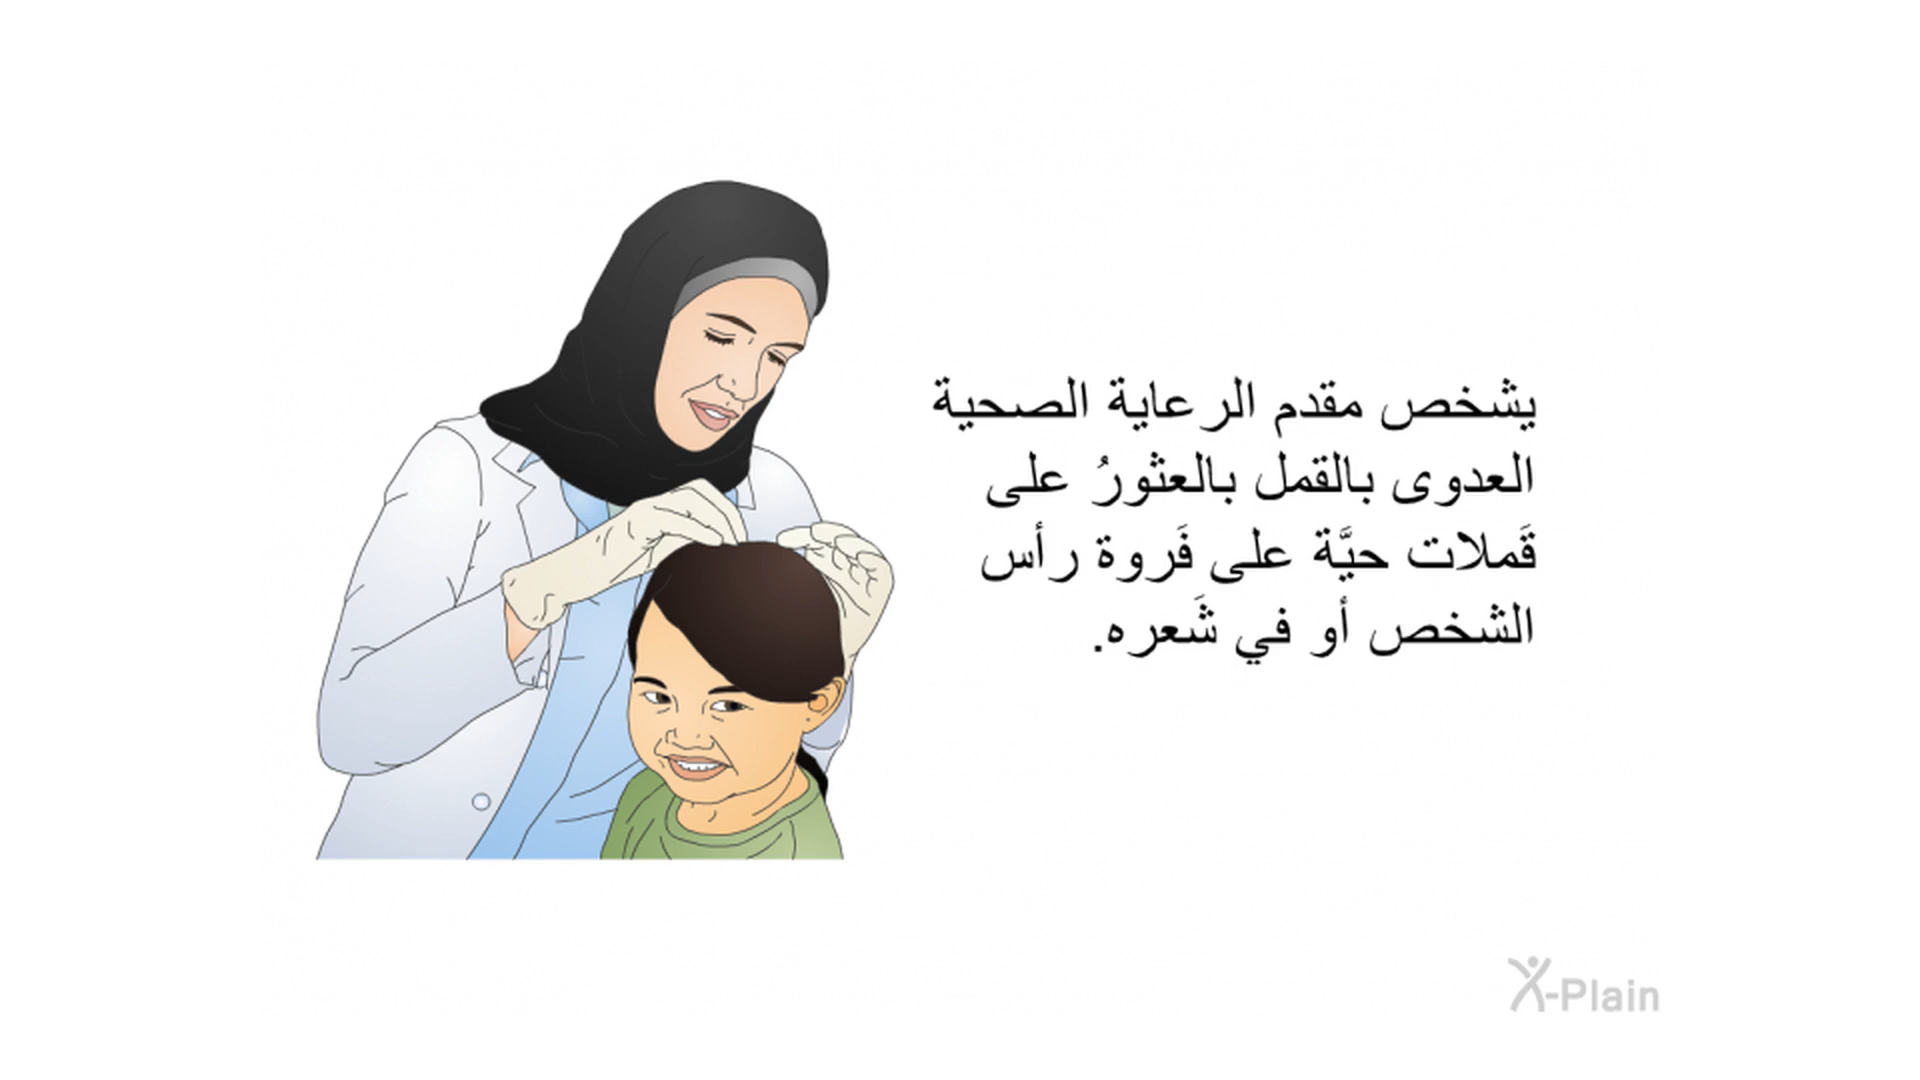 يشخص مقدم الرعاية الصحية
العدوى بالقمل بالعثورُ على
قَملات حيَّة على فَروة رأس
الشخص أو في شَعره.
X-Plain